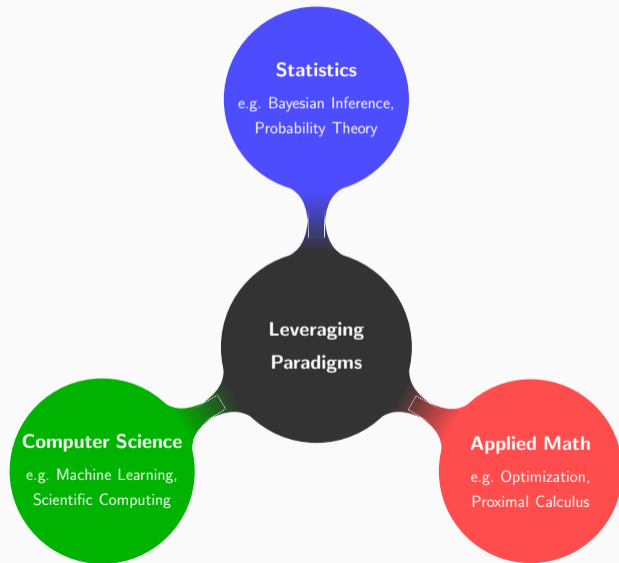 Statistics
e.g. Bayesian Inference,
Probability Theory
Leveraging
Paradigms
Computer Science
e.g. Machine Learning,
Scientific Computing
Applied Math
e.g. Optimization,
Proximal Calculus